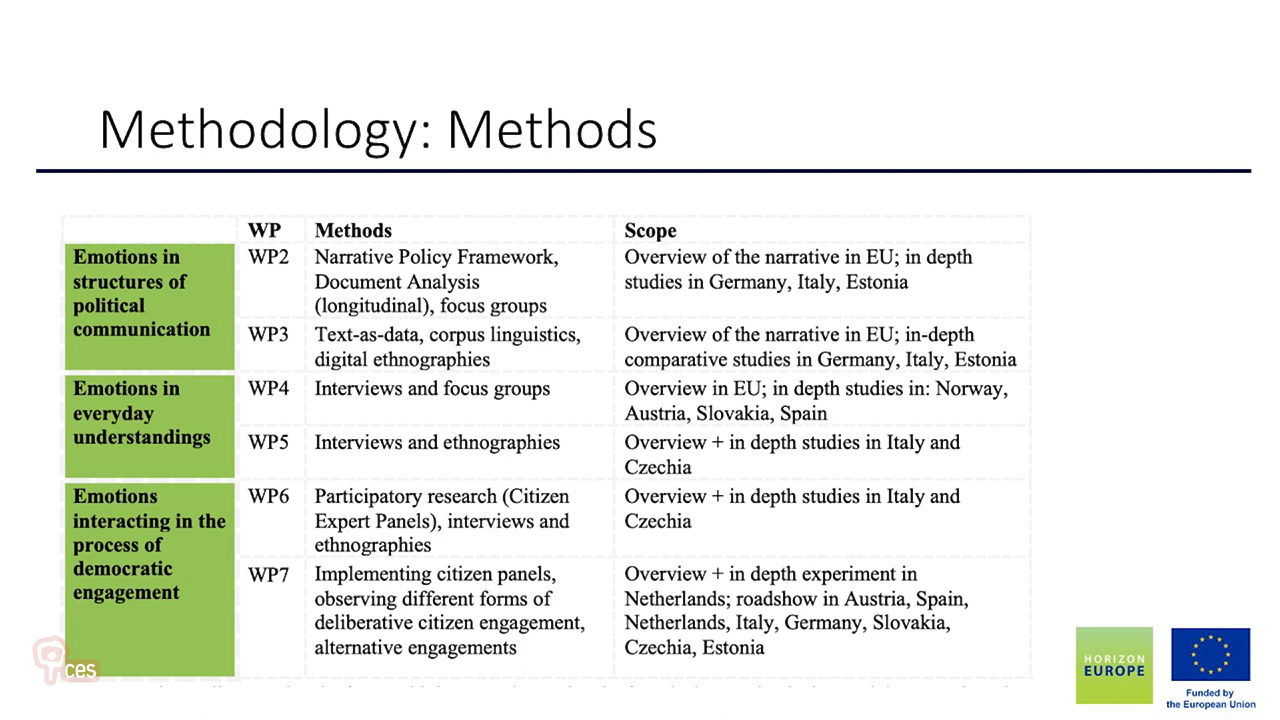 Methodology: Methods
WP Methods Scope
Emotions in
structures of
political
communication
WP2
Narrative Policy Framework,
Document Analysis
(longitudinal), focus groups
Overview of the narrative in EU; in depth
studies in Germany, Italy, Estonia
WP3
Text-as-data, corpus linguistics,
digital ethnographies
Overview of the narrative in EU; in-depth
comparative studies in Germany, Italy, Estonia
Emotions in
everyday
understandings
WP4
Interviews and focus groups
Overview in EU; in depth studies in: Norway,
Austria, Slovakia, Spain
WP5
Interviews and ethnographies
Overview + in depth studies in Italy and
Czechia
Emotions
interacting in the
process of
democratic
engagement
WP6
Participatory research (Citizen
Expert Panels), interviews and
ethnographies
Overview + in depth studies in Italy and
Czechia
WP7
Implementing citizen panels,
observing different forms of
deliberative citizen engagement,
alternative engagements
Overview + in depth experiment in
Netherlands; roadshow in Austria, Spain,
Netherlands, Italy, Germany, Slovakia,
Czechia, Estonia
ces
HORIZON
EUROPE
Funded by
the European Union